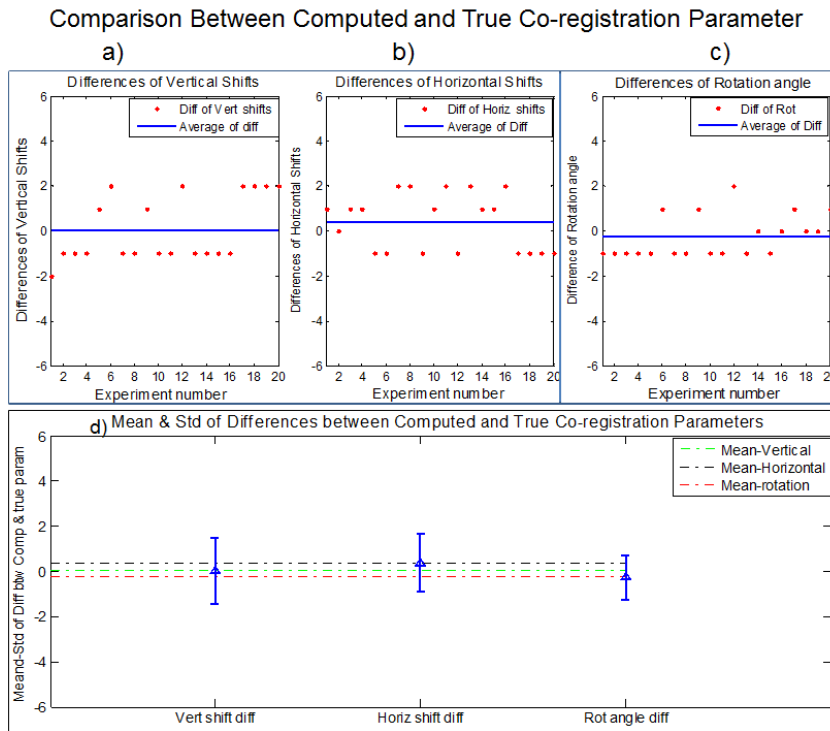 Comparison Between Computed and True Co-registration Parameter
a)
Differences of Vertical Shifts
Diff of Vert shifts
Average of diff
Differences of Vertical Shifts
6
4
2
0
-2
-4
-6
2 4 6 8 10 12 14 16 18 20
Experiment number
b)
Differences of Horizontal Shifts
Diff of Horiz shifts
Average of Diff
Differences of Horizontal Shifts
6
4
2
0
-2
-4
-6
2 4 6 8 10 12 14 16 18 20
Experiment number
c)
Differences of Rotation angle
Diff of Rot
Average of Diff
Difference of Rotation angle
6
4
2
0
-2
-4
-6
2 4 6 8 10 12 14 16 18 20
Experiment number
d) Mean & Std of Differences between Computed and True Co-registration Parameters
Mean-Vertical
Mean-Horizontal
Mean-rotation
Meand-Std of Diff btw Comp & true param
6
4
2
0
-2
-4
-6
Vert shift diff Horiz shift diff Rot angle diff